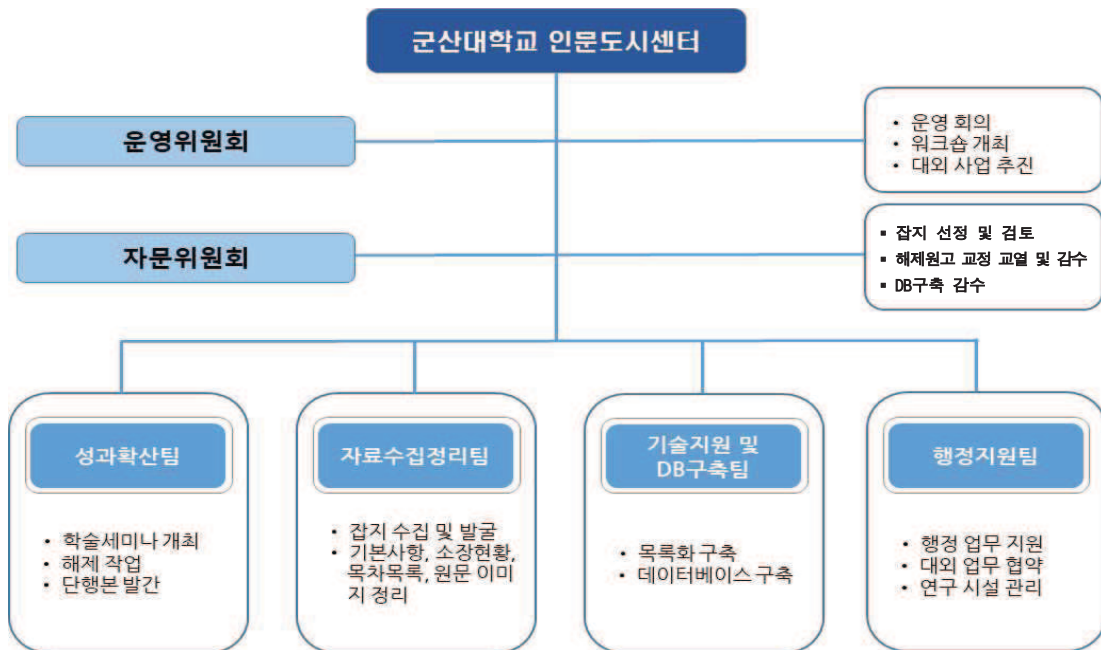 군산대학교 인문도시센터
운영위원회
• 운영 회의
• 워크숍 개최
• 대외 사업 추진
자문위원회
▪ 잡지 선정 및 검토
▪ 해제원고 교정 교열 및 감수
▪ DB구축 감수
성과확산팀
• 학술세미나 개최
• 해제 작업
• 단행본 발간
자료수집정리팀
• 잡지 수집 및 발굴
• 기본사항, 소장현황,
목차목록, 원문 이미
지 정리
기술지원 및
DB구축팀
• 목록화 구축
• 데이터베이스 구축
행정지원팀
• 행정 업무 지원
• 대외 업무 협약
• 연구 시설 관리